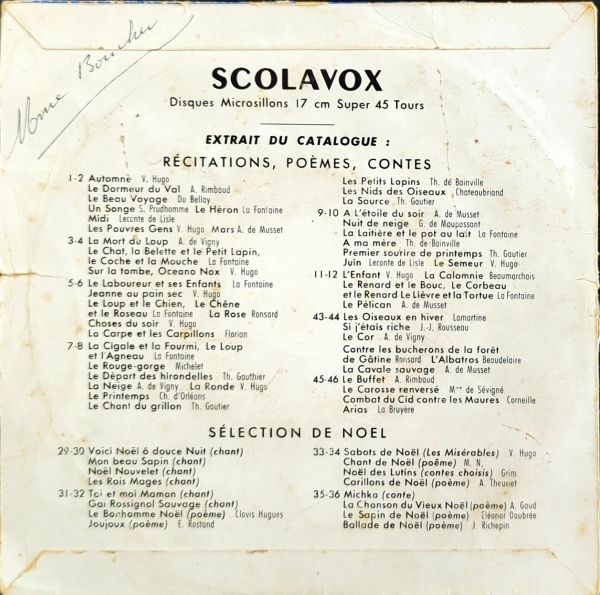 Mme Boucher
SCOLAVOX
Disques Microsillons 17 cm Super 45 Tours
EXTRAIT DU CATALOGUE :
RÉCITATIONS, POÈMES, CONTES
1-2 Automne V. Hugo
Le Dormeur du Val A. Rimbaud
Le Beau Voyage Du Bellay
Un Songe S. Prudhomme Le Héron La Fontaine
Midi Leconte de Lisle
Les Pauvres Gens V. Hugo Mars A. de Musset
3-4 La Mort du Loup A. de Vigny
Le Chat, la Belette et le Petit Lapin,
le Coche et la Mouche La Fontaine
Sur la tombe, Oceano Nox V. Hugo
5-6 Le Laboureur et ses Enfants La Fontaine
Jeanne au pain sec V. Hugo
Le Loup et le Chien, Le Chêne
et le Roseau La Fontaine La Rose Ronsard
Choses du soir V. Hugo
La Carpe et les Carpillons Florian
7-8 La Cigale et la Fourmi, Le Loup
et l'Agneau La Fontaine
Le Rouge-gorge Michelet
Le Départ des hirondelles Th. Gauthier
La Neige A. de Vigny La Ronde V. Hugo
Le Printemps Ch. d'Orléans
Le Chant du grillon Th. Gautier
Les Petits Lapins Th. de Bainville
Les Nids des Oiseaux Chateaubriand
La Source Th. Gautier
9-10 A L'étoile du soir A. de Musset
Nuit de neige G. de Maupassant
La Laitière et le pot au lait La Fontaine
A ma mère Th. de Bainville
Premier sourire de printemps Th. Gautier
Juin Leconte de Lisle Le Semeur V. Hugo
11-12 L'Enfant V. Hugo La Calomnie Beaumarchais
Le Renard et le Bouc, Le Corbeau
et le Renard Le Lièvre et la Tortue La Fontaine
Le Pélican A. de Musset
43-44 Les Oiseaux en hiver Lamartine
Si j'étais riche J.-J. Rousseau
Le Cor A. de Vigny
Contre les bucherons de la forêt
de Gâtine Ronsard L'Albatros Beaudelaire
La Cavale sauvage A. de Musset
45-46 Le Buffet A. Rimbaud
Le Carosse renversé Mme de Sévigné
Combat du Cid contre les Maures Corneille
Arias La Bruyère
SÉLECTION DE NOEL
29-30 Voici Noël ô douce Nuit (chant)
Mon beau Sapin (chant)
Noël Nouvelet (chant)
Les Rois Mages (chant)
31-32 Toi et moi Maman (chant)
Gai Rossignol Sauvage (chant)
Le Bonhomme Noël (poème) Clovis Hugues
Joujoux (poème) E. Rostand
33-34 Sabots de Noël (Les Misérables) V. Hugo
Chant de Noël (poème) M. N,
Noël des Lutins (contes choisis) Grim
Carillons de Noël (poème) A. Theuriet
35-36 Michka (conte)
La Chanson du Vieux Noël (poème) A. Gaud
Le Sapin de Noël (poème) Eléonor Daubrée
Ballade de Noël (poème) J. Richepin